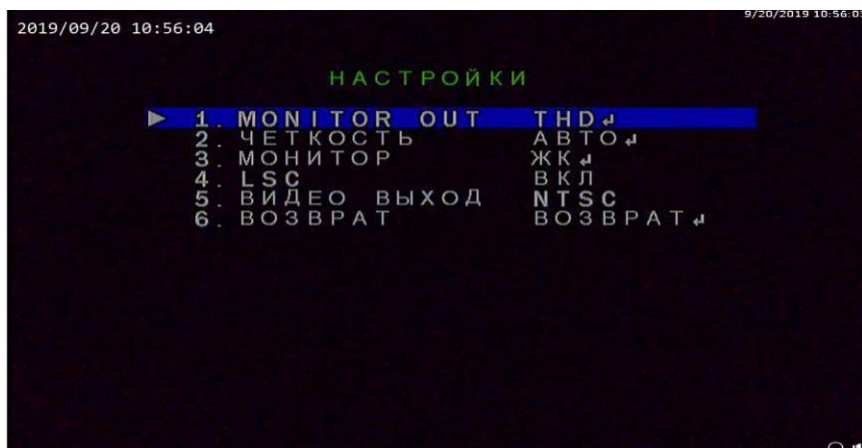 9/20/2019 10:56:03
2019/09/20 10:56:04
НАСТРОЙКИ
1. MONITOR OUT THD↵
2. ЧЕТКОСТЬ АВТО↵
3. МОНИТОР ЖК↵
4. LSC ВКЛ
5. ВИДЕО ВЫХОД NTSC
6. ВОЗВРАТ ВОЗВРАТ↵